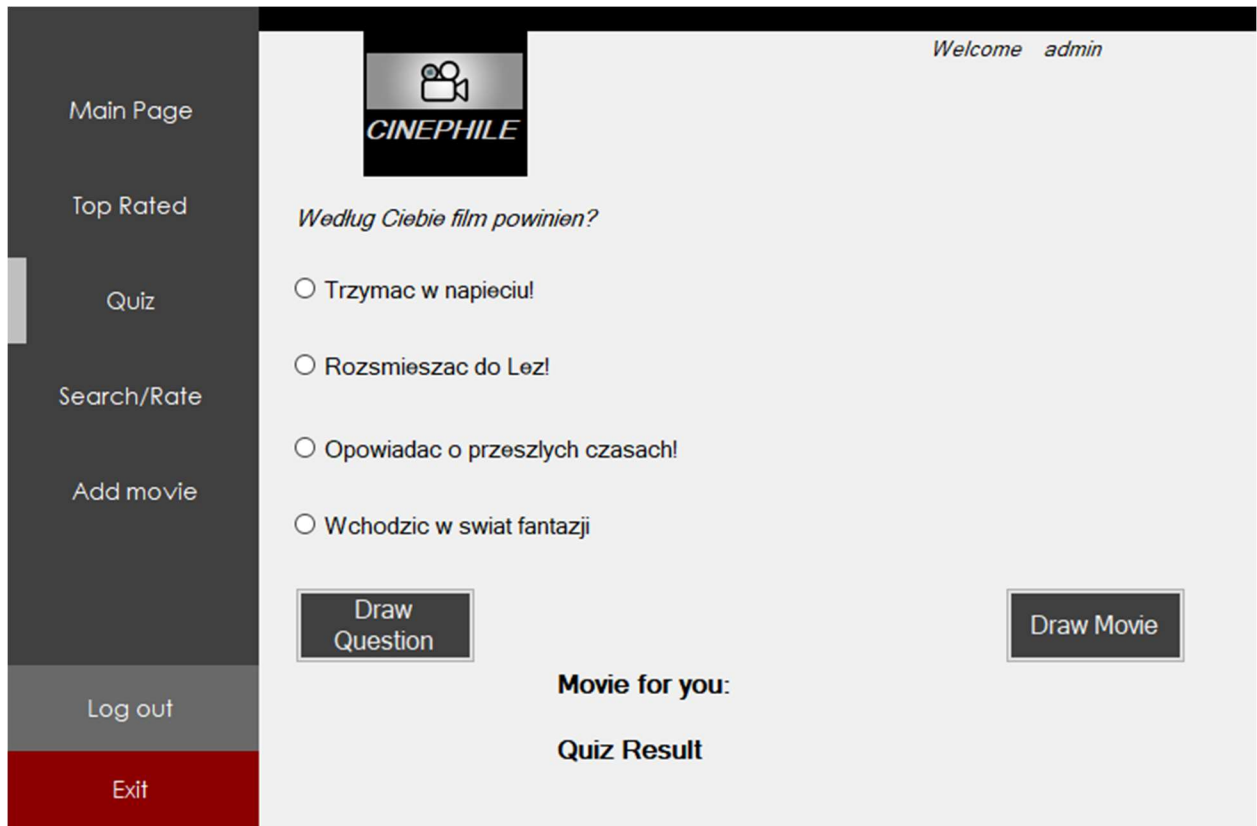 Welcome admin
CINEPHILE
Main Page
Top Rated
Quiz
Search/Rate
Add movie
Log out
Exit
Według Ciebie film powinien?
Trzymac w napieciu!
Rozsmieszac do Lez!
Opowiadac o przeszlych czasach!
Wchodzic w swiat fantazji
Draw
Question
Draw Movie
Movie for you:
Quiz Result